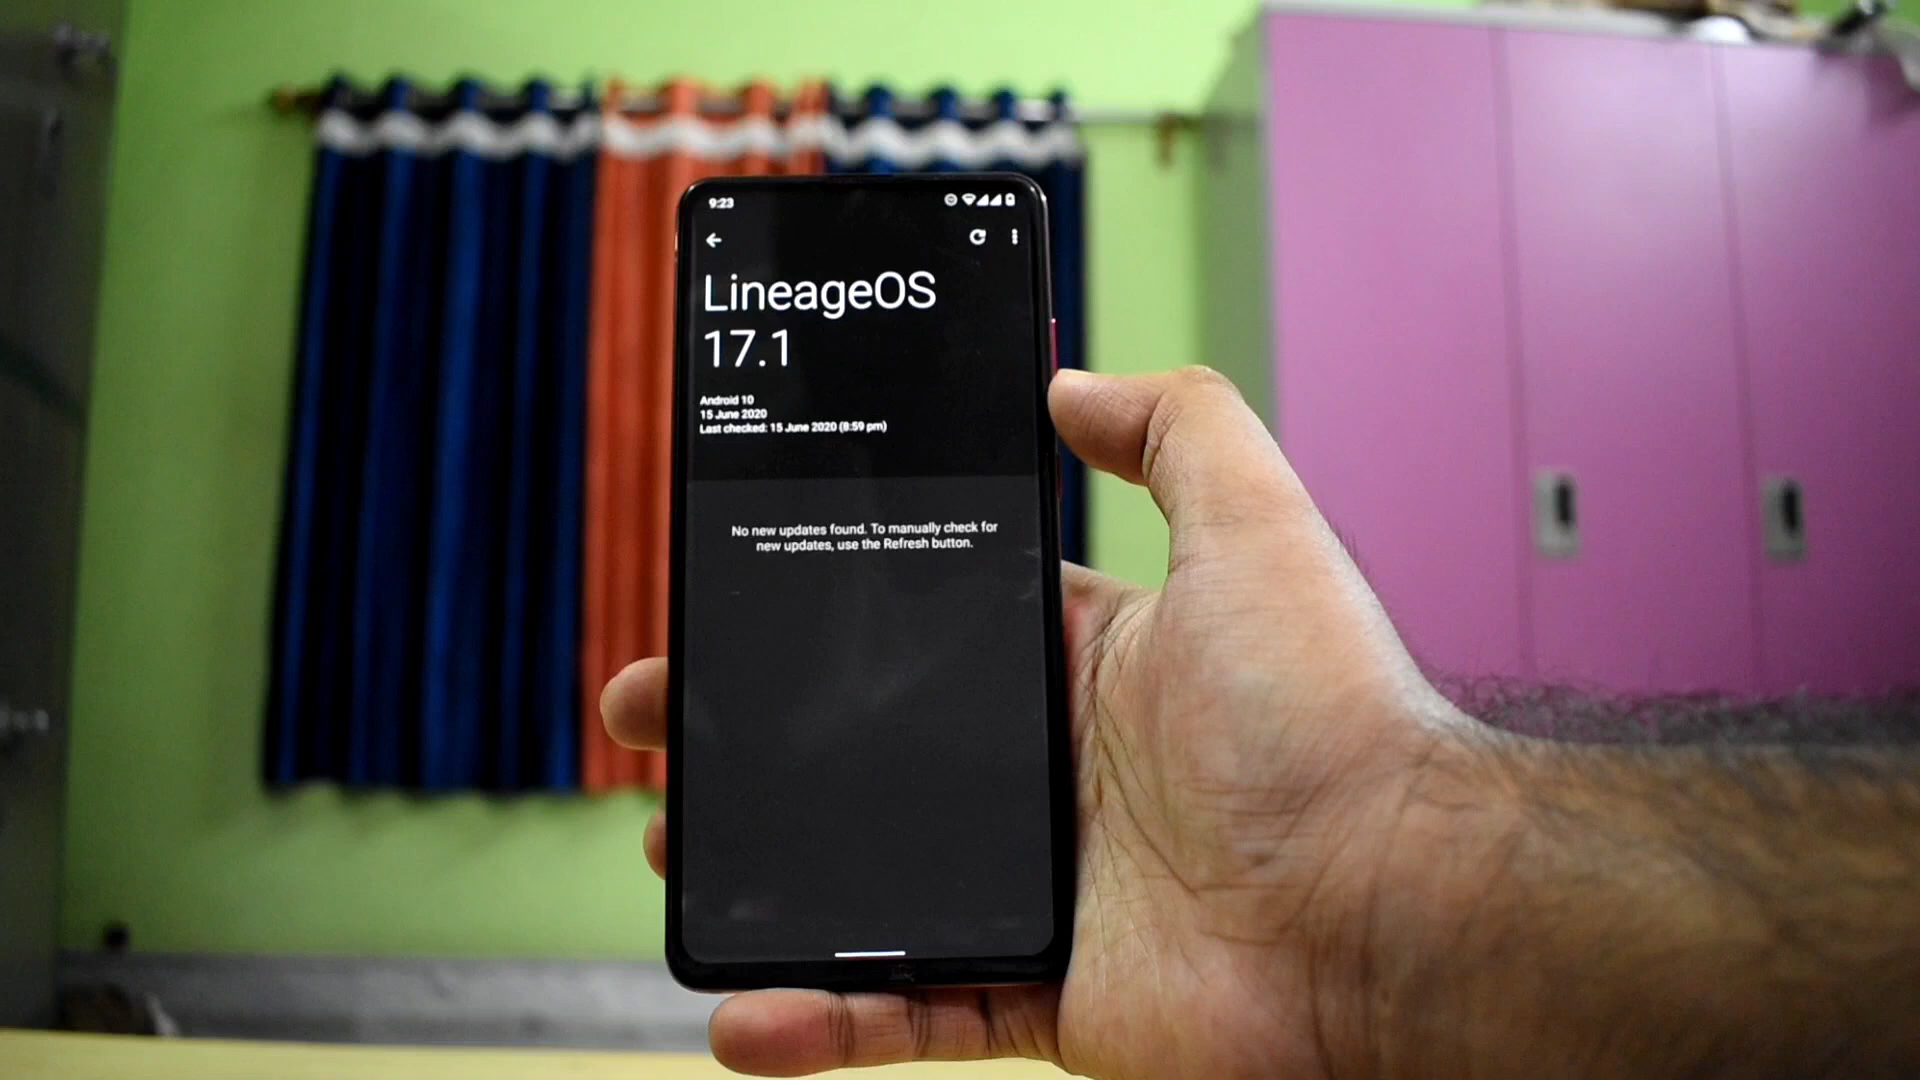 9:23
LineageOS
17.1
Android 10
15 June 2020
Last checked: 15 June 2020 (8:59 pm)
No new updates found. To manually check for
new updates, use the Refresh button.